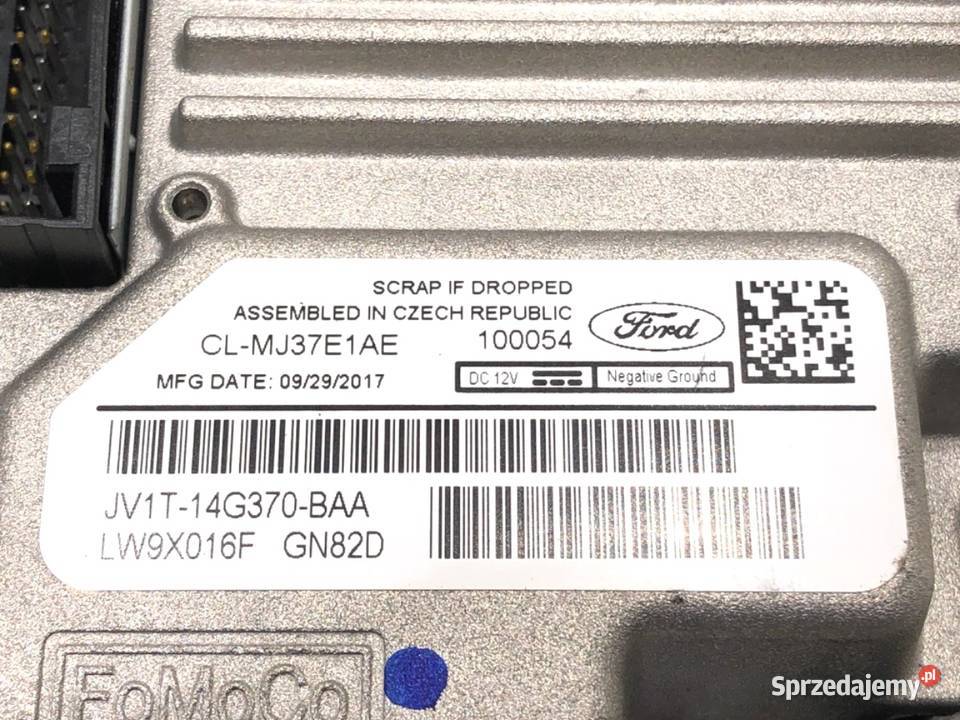 SCRAP IF DROPPED
ASSEMBLED IN CZECH REPUBLIC
CL-MJ37E1AE 100054
Ford
MFG DATE: 09/29/2017
DC 12V
Negative Ground
JV1T-14G370-BAA
LW9X016F GN82D
FoMoCo
Sprzedajemy.pl